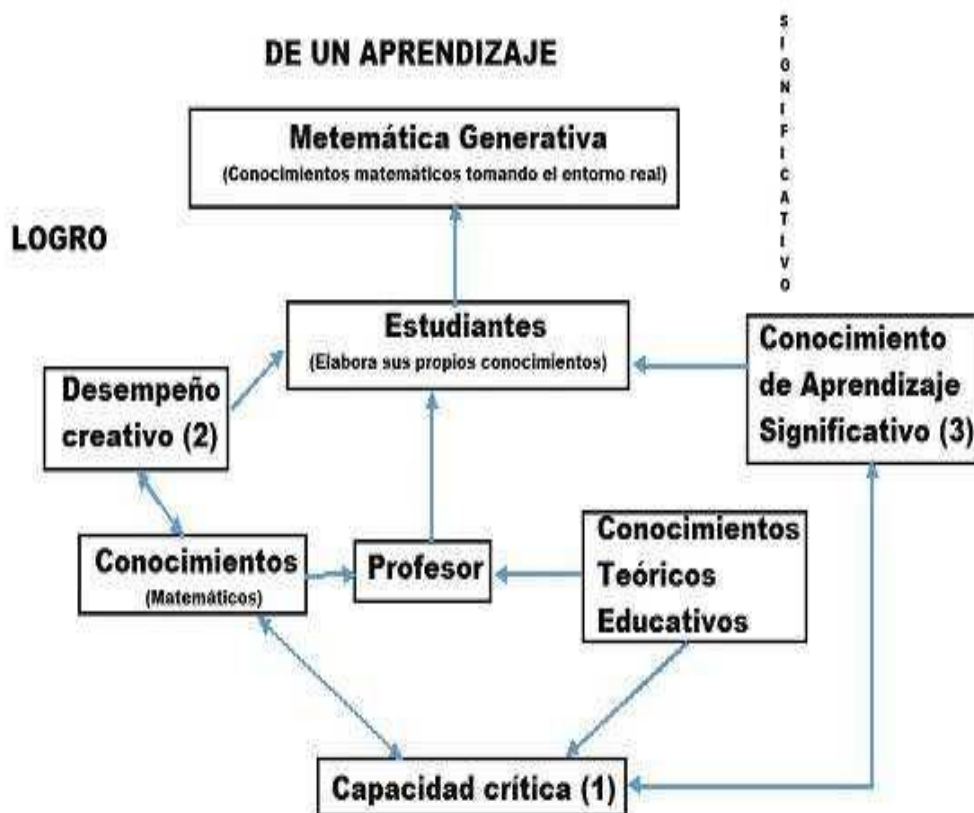 DE UN APRENDIZAJE
SIGNIFICATIVO
Metemática Generativa
(Conocimientos matemáticos tomando el entorno real)
LOGRO
Estudiantes
(Elabora sus propios conocimientos)
Conocimiento
de Aprendizaje
Significativo (3)
Desempeño
creativo (2)
Conocimientos
(Matemáticos)
Profesor
Conocimientos
Teóricos
Educativos
Capacidad crítica (1)